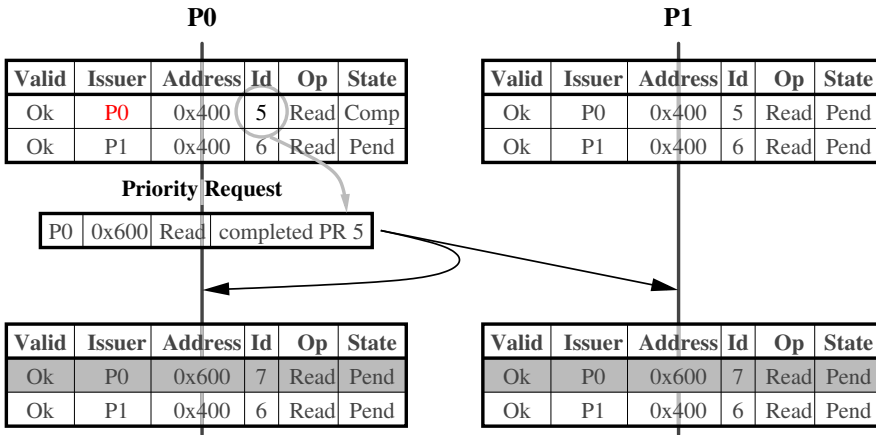 P0 P1
Valid Issuer Address Id Op State Valid Issuer Address Id Op State
Ok P0 0x400 5 Read Comp Ok P0 0x400 5 Read Pend
Ok P1 0x400 6 Read Pend Ok P1 0x400 6 Read Pend
Priority Request
P0 0x600 Read completed PR 5
Valid Issuer Address Id Op State Valid Issuer Address Id Op State
Ok P0 0x600 7 Read Pend Ok P0 0x600 7 Read Pend
Ok P1 0x400 6 Read Pend Ok P1 0x400 6 Read Pend